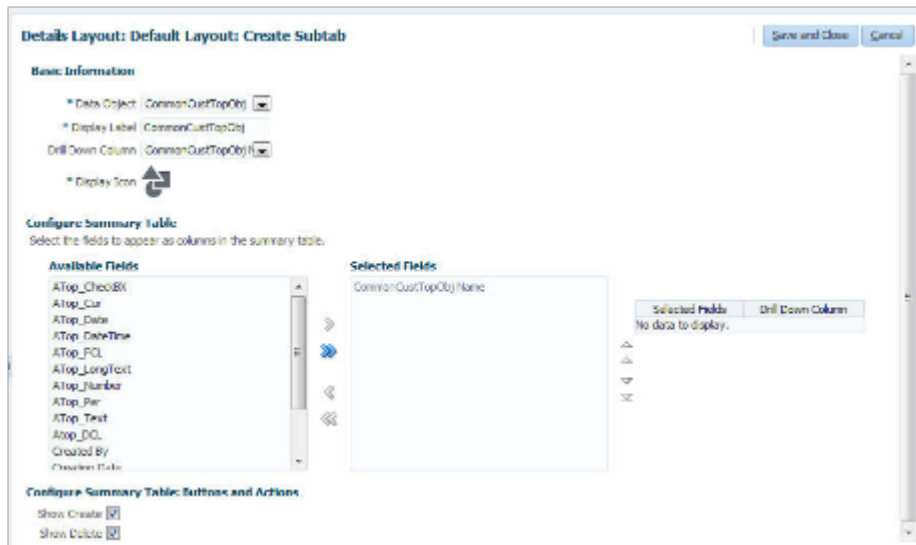 Details Layout: Default Layout: Create Subtab
Save and Close
Cancel
Basic Information
* Data Object CommonCustTopObj
* Display Label CommonCustTopObj
Drill Down Column CommonCustTopObj N
* Display Icon
Configure Summary Table
Select the fields to appear as columns in the summary table.
Available Fields
Selected Fields
ATop_CheckBX
ATop_Cur
ATop_Date
ATop_DateTime
ATop_FCL
ATop_LongText
ATop_Number
ATop_Per
ATop_Text
Atop_DCL
Created By
Creation Date
CommonCustTopObj Name
Selected Fields
Drill Down Column
No data to display.
Configure Summary Table: Buttons and Actions
Show Create
Show Delete